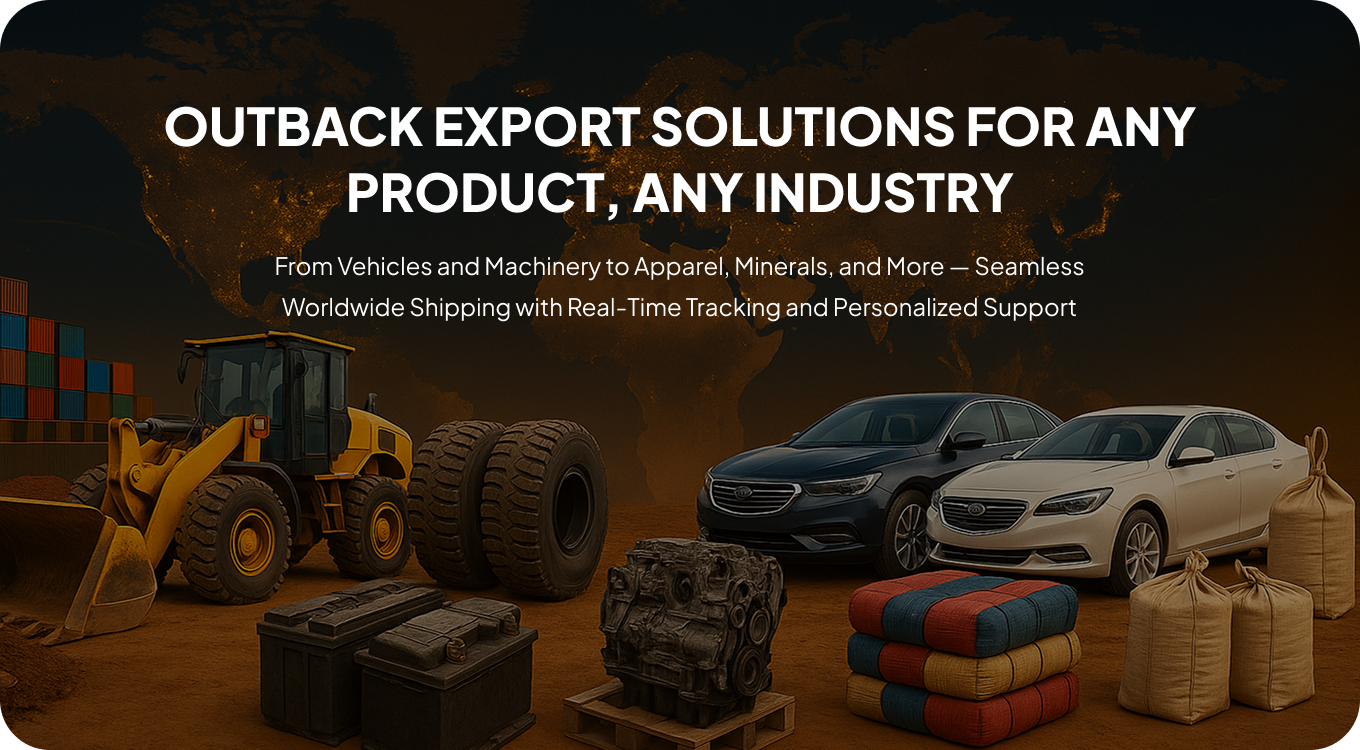 OUTBACK EXPORT SOLUTIONS FOR ANY
PRODUCT, ANY INDUSTRY
From Vehicles and Machinery to Apparel, Minerals, and More — Seamless
Worldwide Shipping with Real-Time Tracking and Personalized Support